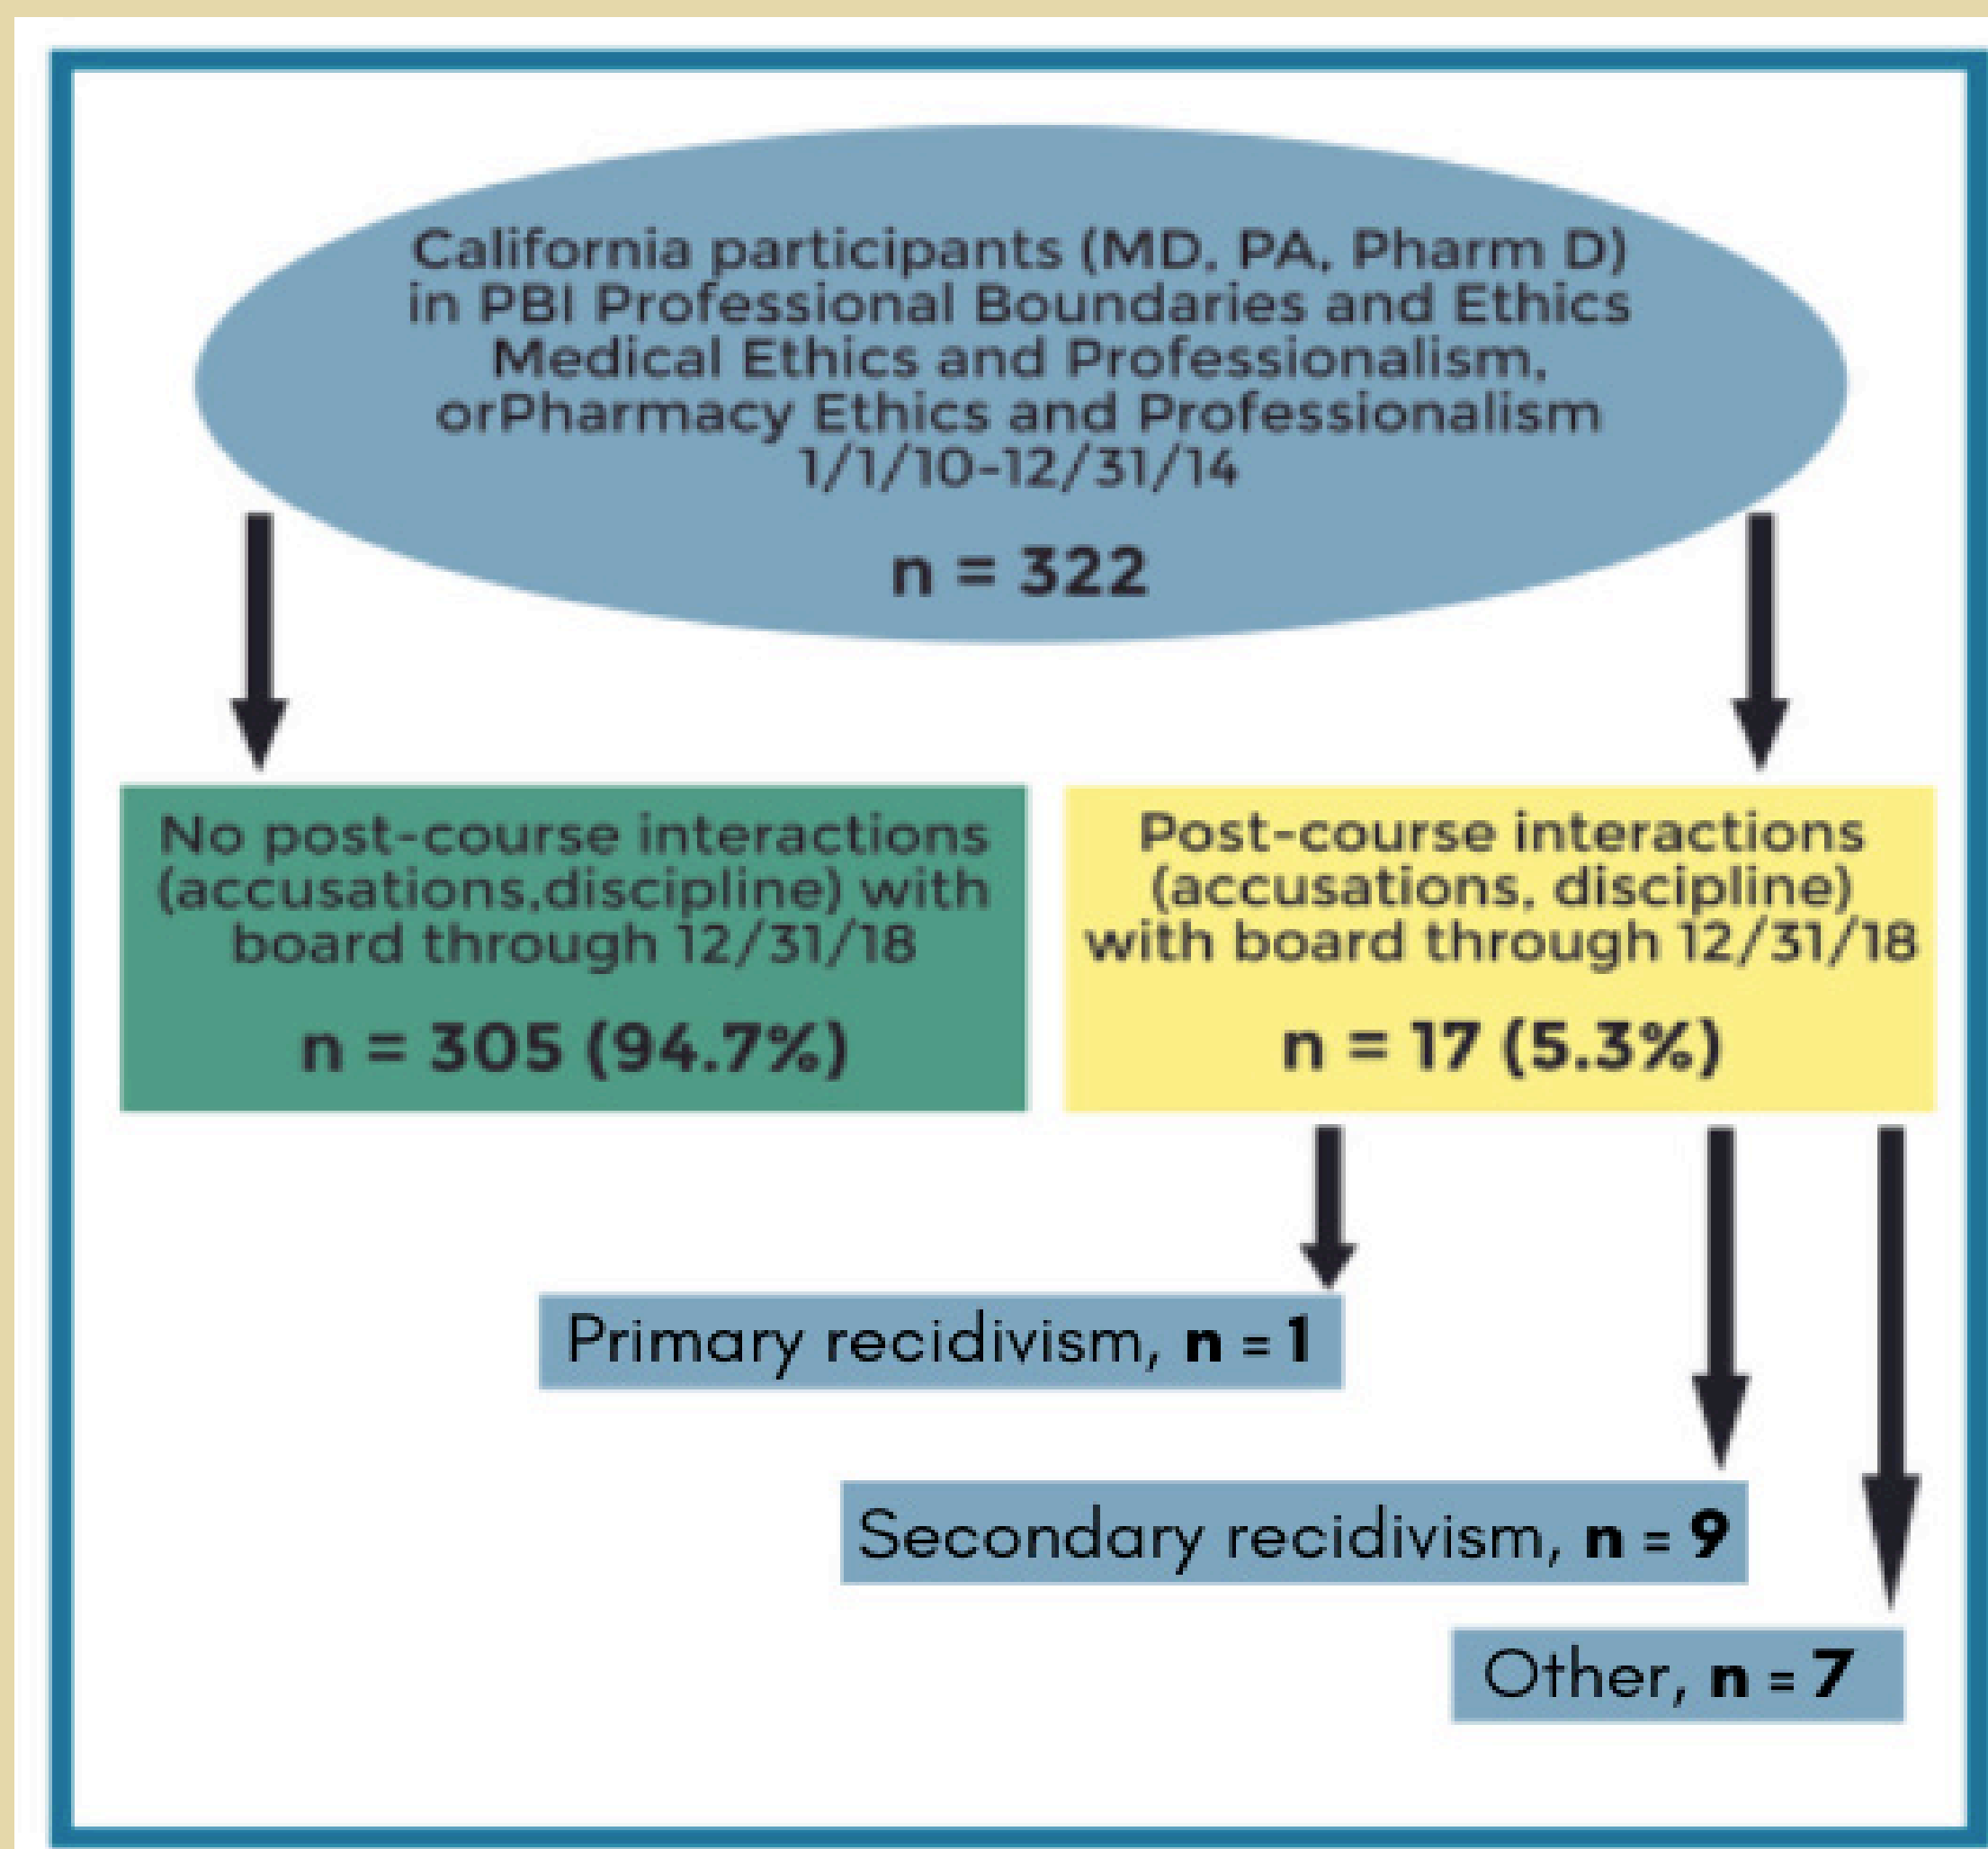 California participants (MD, PA, Pharm D)
in PBI Professional Boundaries and Ethics
Medical Ethics and Professionalism,
orPharmacy Ethics and Professionalism
1/1/10-12/31/14
n = 322
No post-course interactions
(accusations,discipline) with
board through 12/31/18
n = 305 (94.7%)
Post-course interactions
(accusations, discipline)
with board through 12/31/18
n = 17 (5.3%)
Primary recidivism, n = 1
Secondary recidivism, n = 9
Other, n = 7